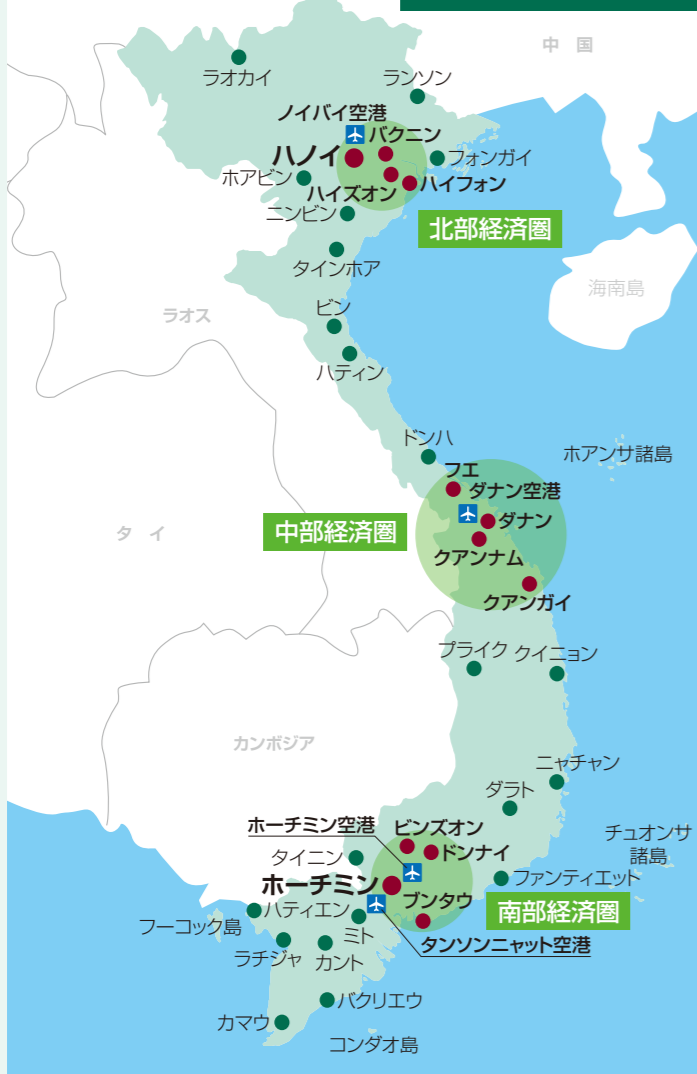 中 国
ラオカイ
ランソン
ノイバイ空港
バクニン
ハノイ
フォンガイ
ホアビン
ハイズオン
ハイフォン
ニンビン
北部経済圏
タインホア
海南島
ラオス
ビン
ハティン
ドンハ
ホアンサ諸島
フエ
ダナン空港
中部経済圏
ダナン
タ イ
クアンナム
クアンガイ
プライク
クイニョン
カンボジア
ニャチャン
ダラト
ホーチミン空港
ビンズオン
チュオンサ
諸島
タイニン
ドンナイ
ホーチミン
ファンティエット
ブンタウ
南部経済圏
ハティエン
フーコック島
ミト
タンソンニャット空港
ラチジャ
カント
バクリエウ
カマウ
コンダオ島